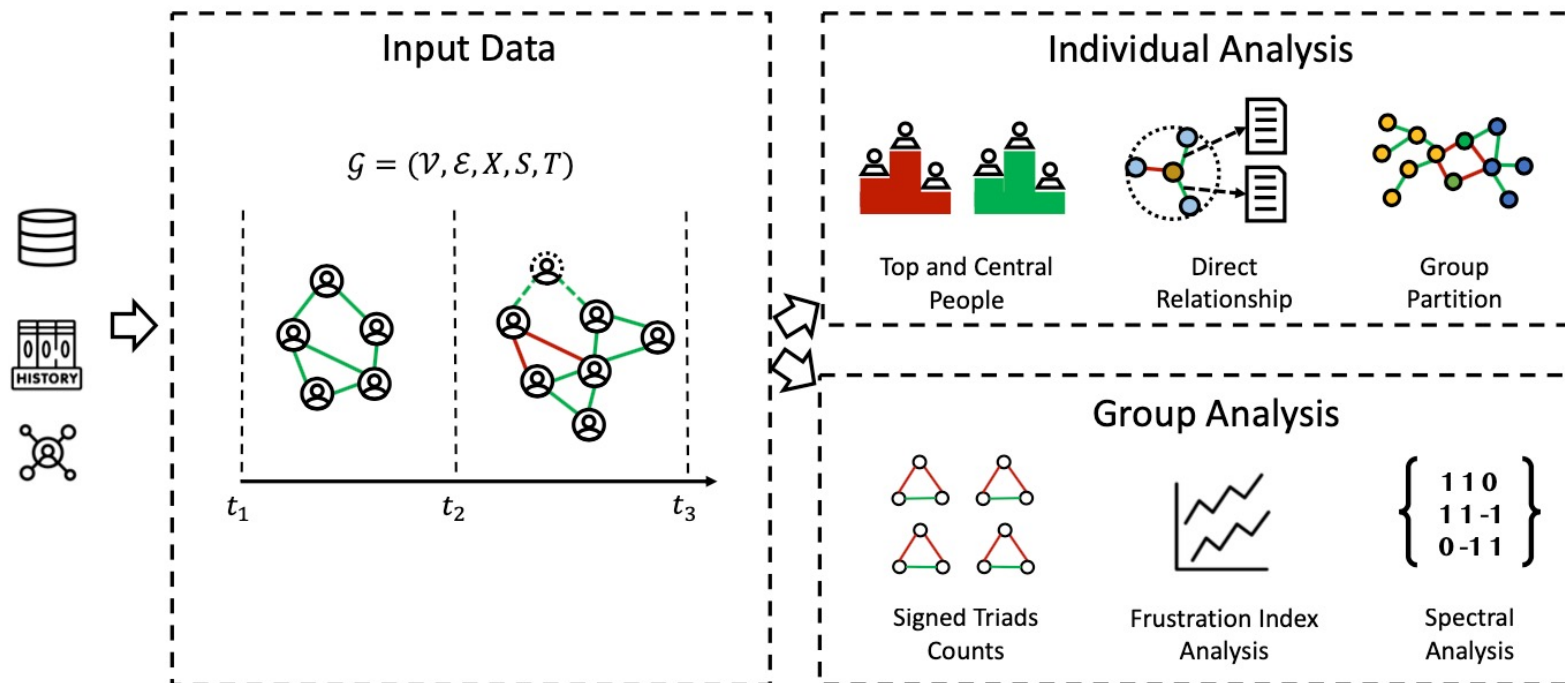 Input Data
𝒢 = (𝒱, ℰ, X, S, T)
HISTORY
t₁
t₂
t₃
Individual Analysis
Top and Central
People
Direct
Relationship
Group
Partition
Group Analysis
Signed Triads
Counts
Frustration Index
Analysis
1 1 0
1 1 -1
0 -1 1
Spectral
Analysis